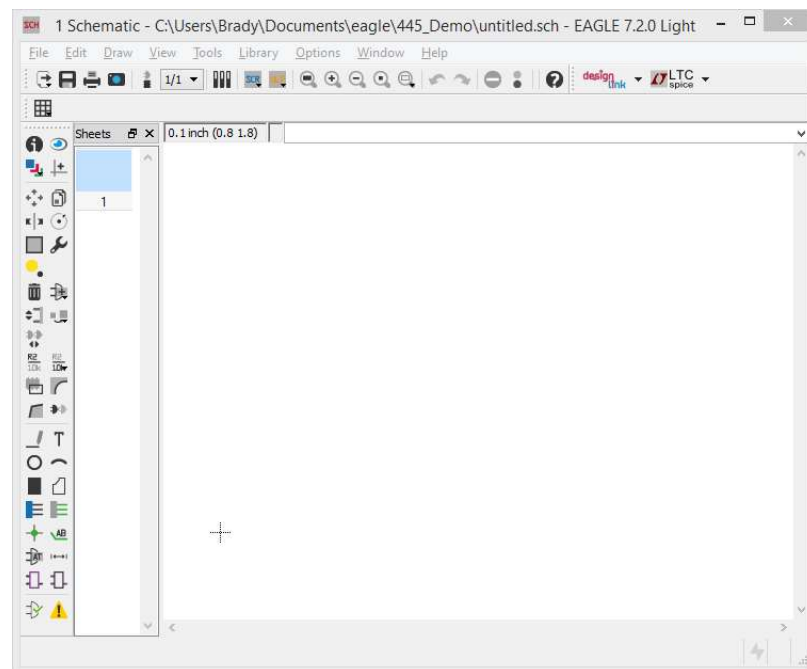 SCH 1 Schematic - C:\Users\Brady\Documents\eagle\445_Demo\untitled.sch - EAGLE 7.2.0 Light
File Edit Draw View Tools Library Options Window Help
1/1 SCR designlink LTC spice
Sheets 0.1 inch (0.8 1.8)
1
R2 R2
10k 10k
T
AB